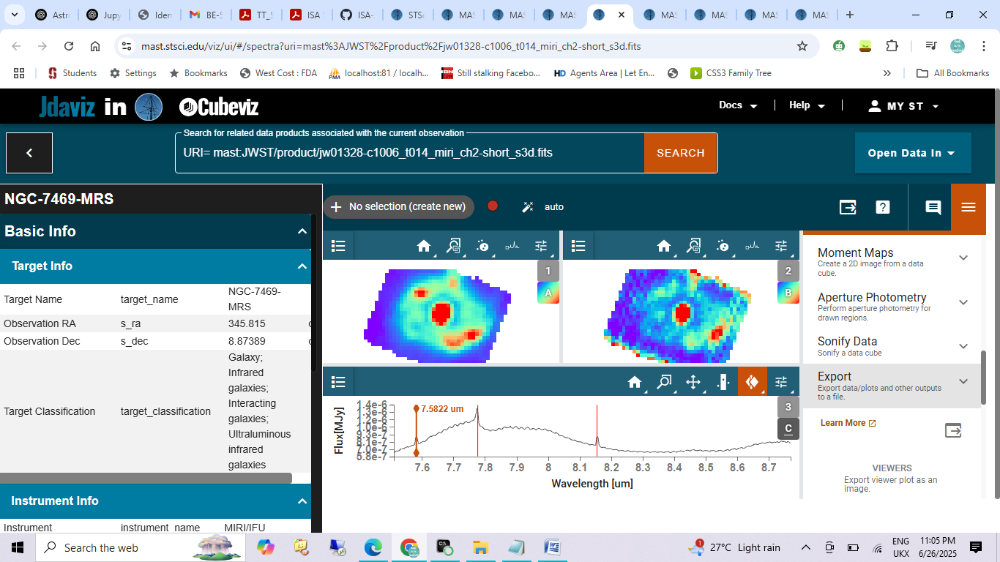 Astro
Jupy
Iden
BE-5
TT_5
ISA
ISA-
STSc
MAS
MAS
MAS
MAS
MAS
MAS
MAS
mast.stsci.edu/viz/ui/#/spectra?uri=mast%3AJWST%2Fproduct%2Fjw01328-c1006_t014_miri_ch2-short_s3d.fits
Students
Settings
Bookmarks
West Cost : FDA
PMA
localhost:81 / localh...
Still stalking Facebo...
HD
Agents Area | Let En...
CSS3 Family Tree
»
All Bookmarks
Jdaviz in
Cubeviz
Docs
Help
MY ST
Search for related data products associated with the current observation
URI= mast:JWST/product/jw01328-c1006_t014_miri_ch2-short_s3d.fits
SEARCH
Open Data In
NGC-7469-MRS
Basic Info
Target Info
Target Name target_name NGC-7469-
MRS
Observation RA s_ra 345.815
Observation Dec s_dec 8.87389
Target Classification target_classification Galaxy;
Infrared
galaxies;
Interacting
galaxies;
Ultraluminous
infrared
galaxies
Instrument Info
Instrument instrument_name MIRI/IFU
No selection (create new)
auto
1
A
2
B
3
C
Flux[MJy]
1.4e-6
1.3e-6
1.2e-6
1.0e-6
9.3e-7
8.1e-7
7.0e-7
5.8e-7
7.5822 um
7.6 7.7 7.8 7.9 8 8.1 8.2 8.3 8.4 8.5 8.6 8.7
Wavelength [um]
Moment Maps
Create a 2D image from a data
cube.
Aperture Photometry
Perform aperture photometry for
drawn regions.
Sonify Data
Sonify a data cube
Export
Export data/plots and other outputs
to a file.
Learn More
VIEWERS
Export viewer plot as an
image.
Search the web
1
27°C Light rain
ENG
UKX
11:05 PM
6/26/2025